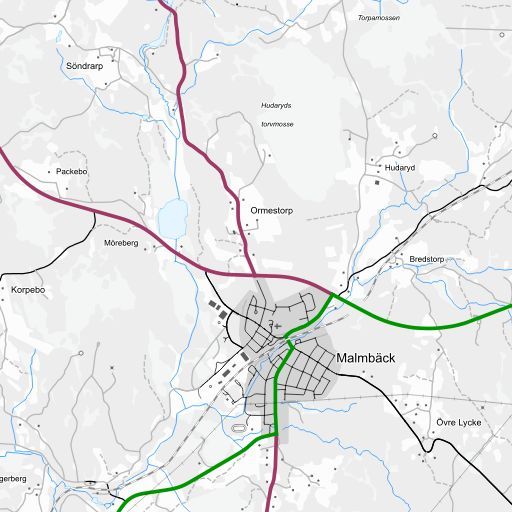 Torpamossen
Söndrarp
Hudaryds
torvmosse
Packebo
Hudaryd
Ormestorp
Möreberg
Bredstorp
Korpebo
Malmbäck
Övre Lycke
gerberg